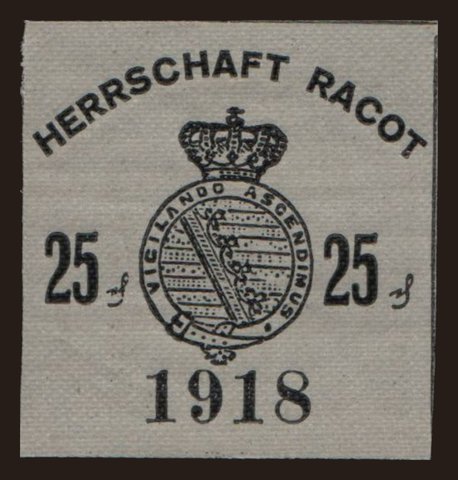 HERRSCHAFT RACOT
VIGILANDO ASCENDIMUS
25 ₰ 25 ₰
1918